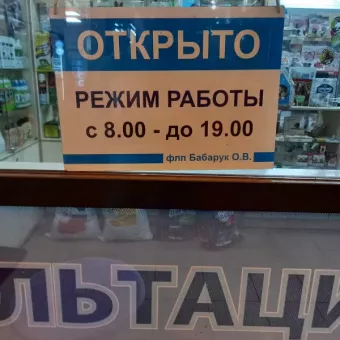 ОТКРЫТО
РЕЖИМ РАБОТЫ
с 8.00 - до 19.00
флп Бабарук О.В.
ЛЬТАЦИ